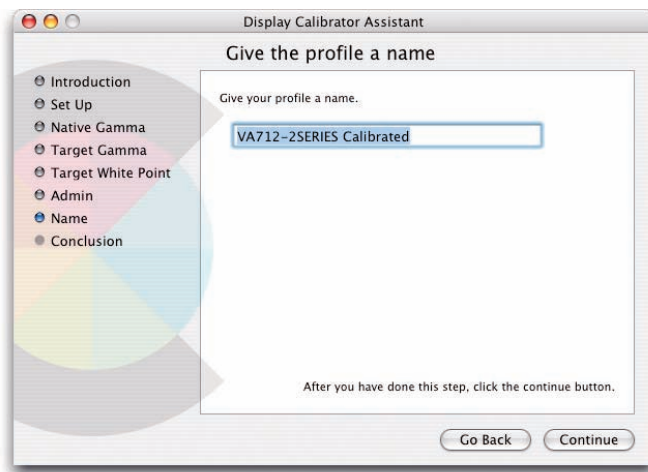 Display Calibrator Assistant
Give the profile a name
Introduction
Set Up
Native Gamma
Target Gamma
Target White Point
Admin
Name
Conclusion
Give your profile a name.
VA712-2SERIES Calibrated
After you have done this step, click the continue button.
Go Back
Continue